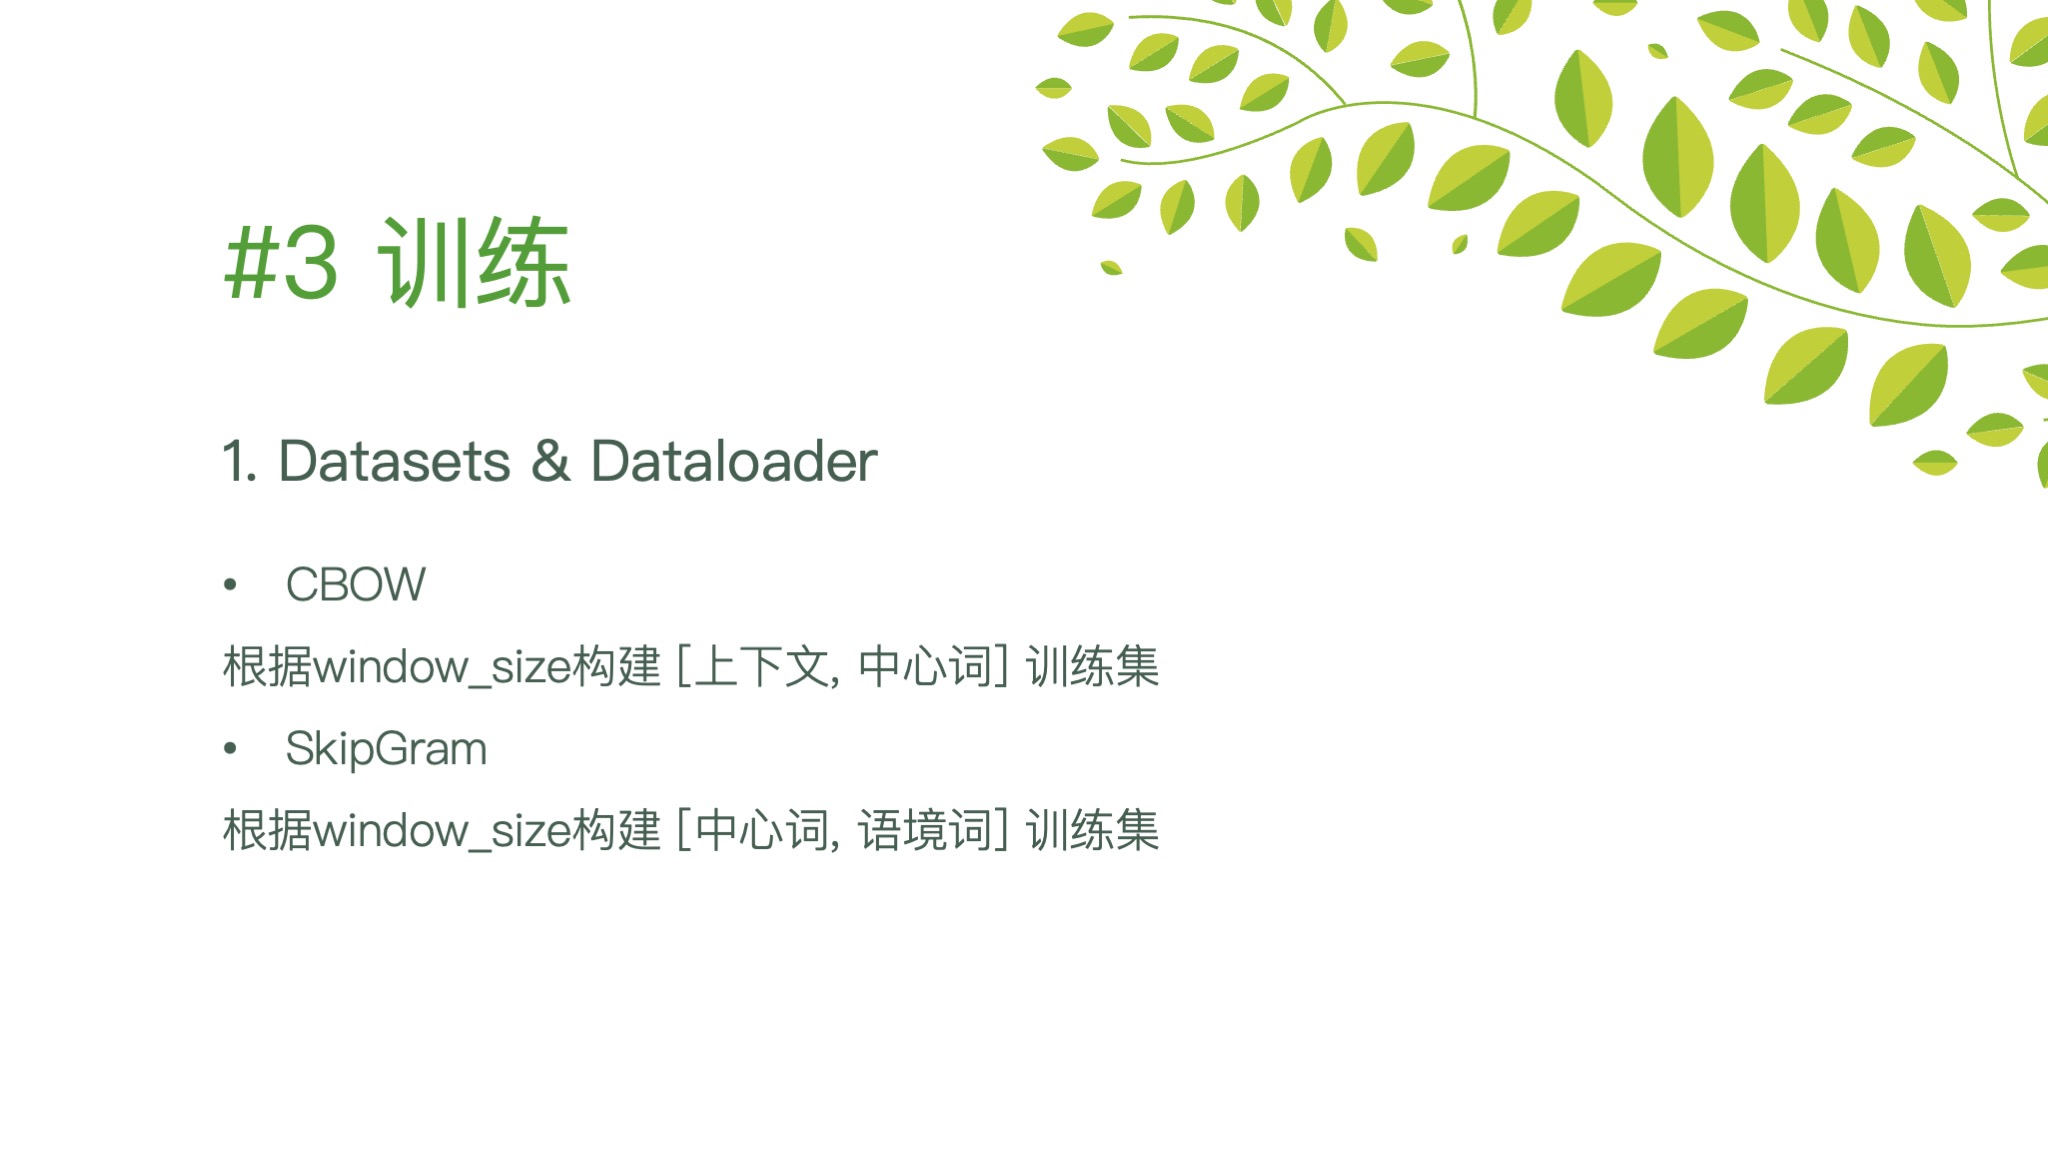 #3 训练
1. Datasets & Dataloader
• CBOW
根据window_size构建 [上下文, 中心词] 训练集
• SkipGram
根据window_size构建 [中心词, 语境词] 训练集